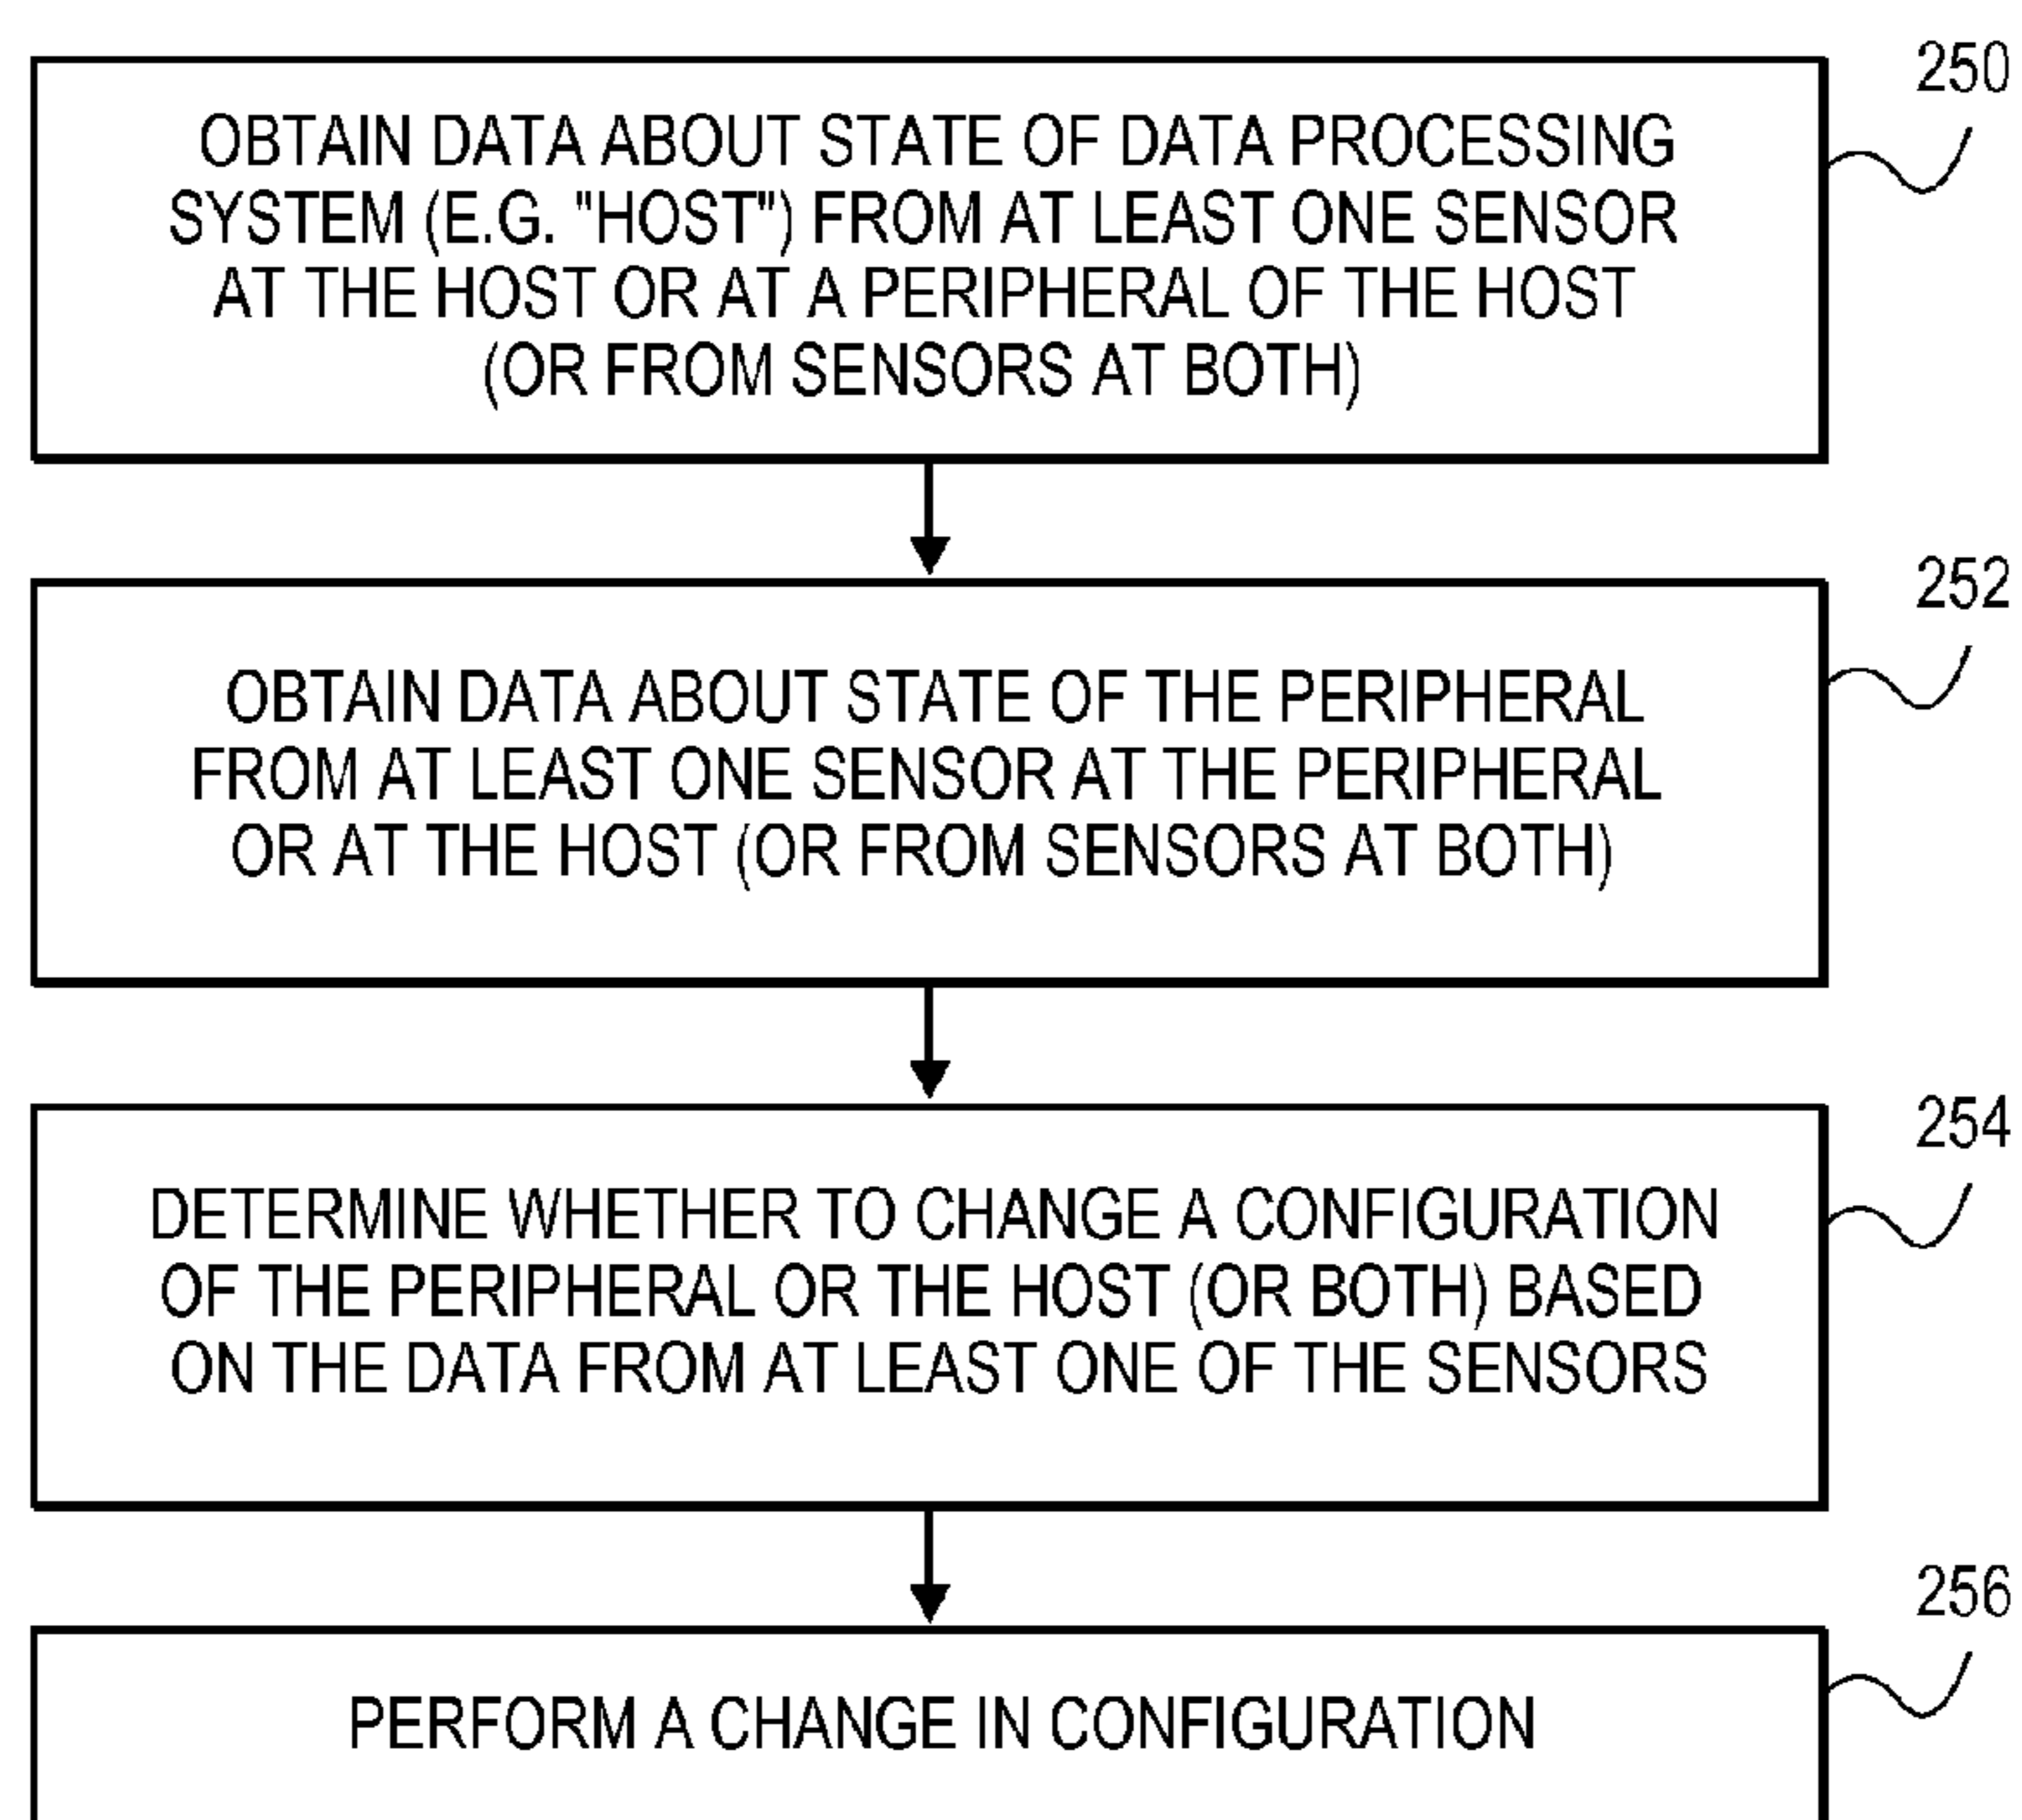 250
OBTAIN DATA ABOUT STATE OF DATA PROCESSING
SYSTEM (E.G. "HOST") FROM AT LEAST ONE SENSOR
AT THE HOST OR AT A PERIPHERAL OF THE HOST
(OR FROM SENSORS AT BOTH)
252
OBTAIN DATA ABOUT STATE OF THE PERIPHERAL
FROM AT LEAST ONE SENSOR AT THE PERIPHERAL
OR AT THE HOST (OR FROM SENSORS AT BOTH)
254
DETERMINE WHETHER TO CHANGE A CONFIGURATION
OF THE PERIPHERAL OR THE HOST (OR BOTH) BASED
ON THE DATA FROM AT LEAST ONE OF THE SENSORS
256
PERFORM A CHANGE IN CONFIGURATION